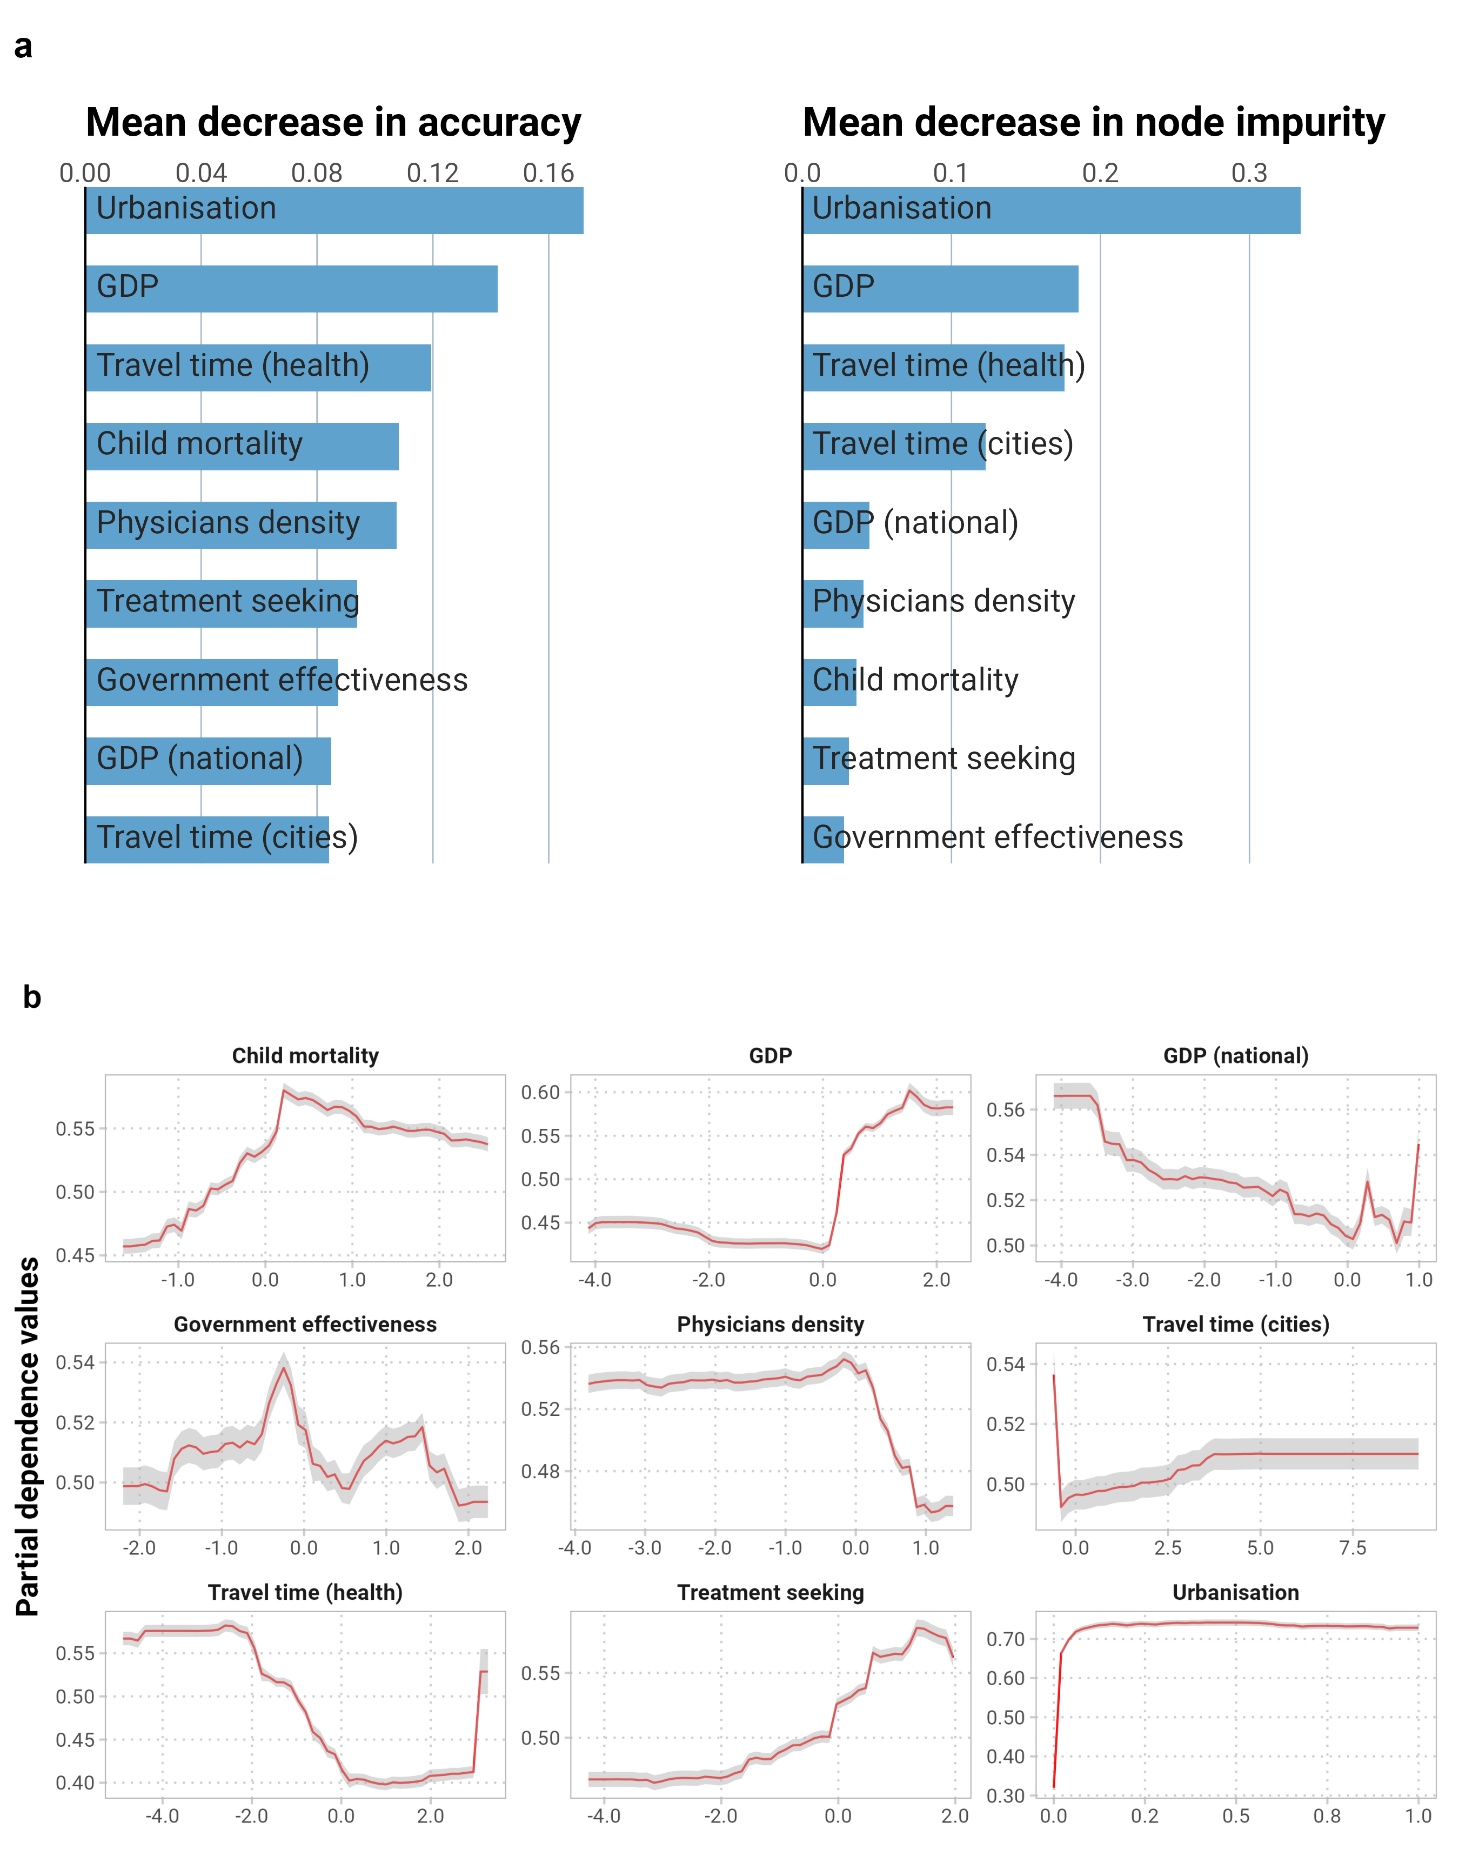 a
Mean decrease in accuracy
0.00 0.04 0.08 0.12 0.16
Urbanisation
GDP
Travel time (health)
Child mortality
Physicians density
Treatment seeking
Government effectiveness
GDP (national)
Travel time (cities)
Mean decrease in node impurity
0.0 0.1 0.2 0.3
Urbanisation
GDP
Travel time (health)
Travel time (cities)
GDP (national)
Physicians density
Child mortality
Treatment seeking
Government effectiveness
b
Partial dependence values
Child mortality
0.55
0.50
0.45
-1.0 0.0 1.0 2.0
GDP
0.60
0.55
0.50
0.45
-4.0 -2.0 0.0 2.0
GDP (national)
0.56
0.54
0.52
0.50
-4.0 -3.0 -2.0 -1.0 0.0 1.0
Government effectiveness
0.54
0.52
0.50
-2.0 -1.0 0.0 1.0 2.0
Physicians density
0.56
0.52
0.48
-4.0 -3.0 -2.0 -1.0 0.0 1.0
Travel time (cities)
0.54
0.52
0.50
0.0 2.5 5.0 7.5
Travel time (health)
0.55
0.50
0.45
0.40
-4.0 -2.0 0.0 2.0
Treatment seeking
0.55
0.50
-4.0 -2.0 0.0 2.0
Urbanisation
0.70
0.60
0.50
0.40
0.30
0.0 0.2 0.5 0.8 1.0